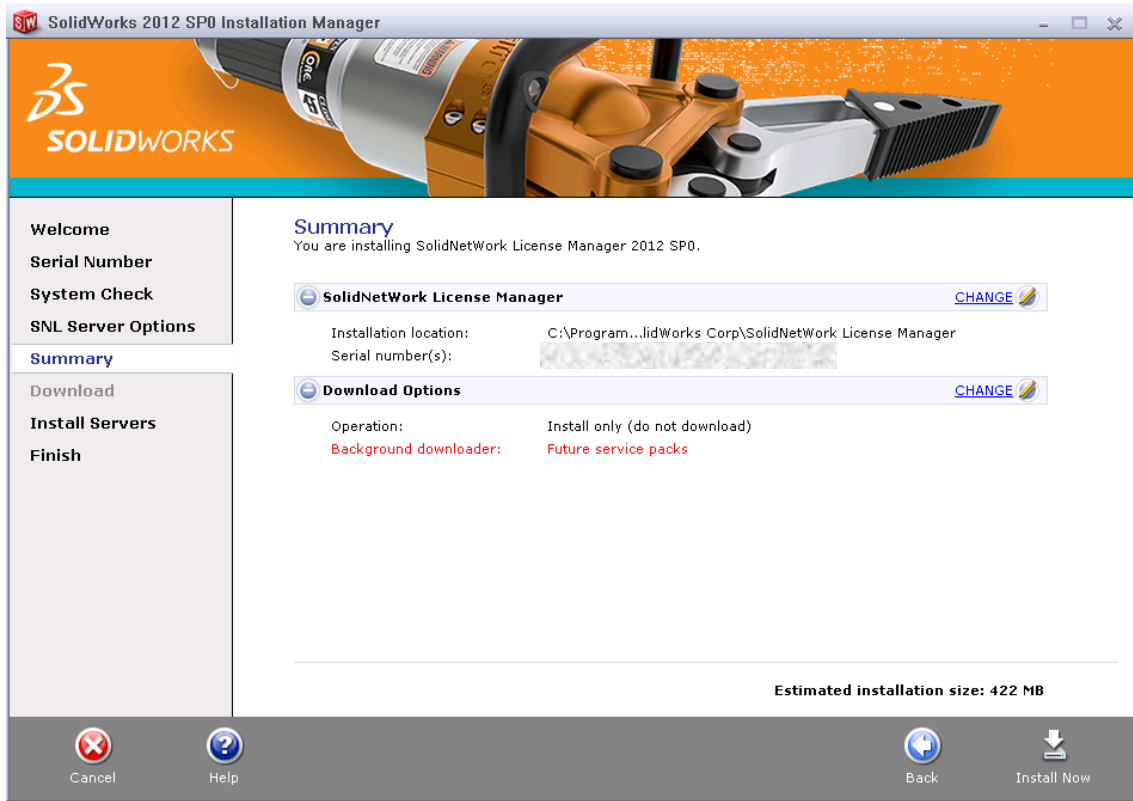 SolidWorks 2012 SP0 Installation Manager
SOLIDWORKS
WARNING
Welcome
Serial Number
System Check
SNL Server Options
Summary
Download
Install Servers
Finish
Summary
You are installing SolidNetWork License Manager 2012 SP0.
SolidNetWork License Manager
CHANGE
Installation location: C:\Program...lidWorks Corp\SolidNetWork License Manager
Serial number(s):
Download Options
CHANGE
Operation: Install only (do not download)
Background downloader: Future service packs
Estimated installation size: 422 MB
Cancel
Help
Back
Install Now